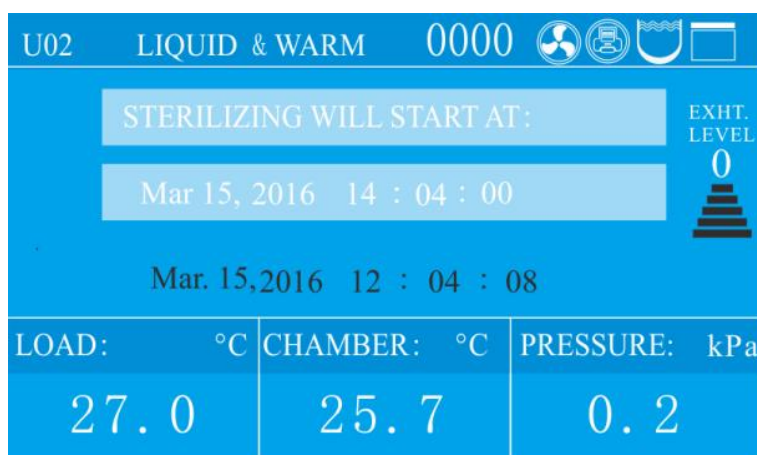 U02 LIQUID & WARM 0000
STERILIZING WILL START AT:
EXHT.
LEVEL
0
Mar 15, 2016 14 : 04 : 00
Mar. 15,2016 12 : 04 : 08
LOAD: °C CHAMBER: °C PRESSURE: kPa
27.0 25.7 0.2